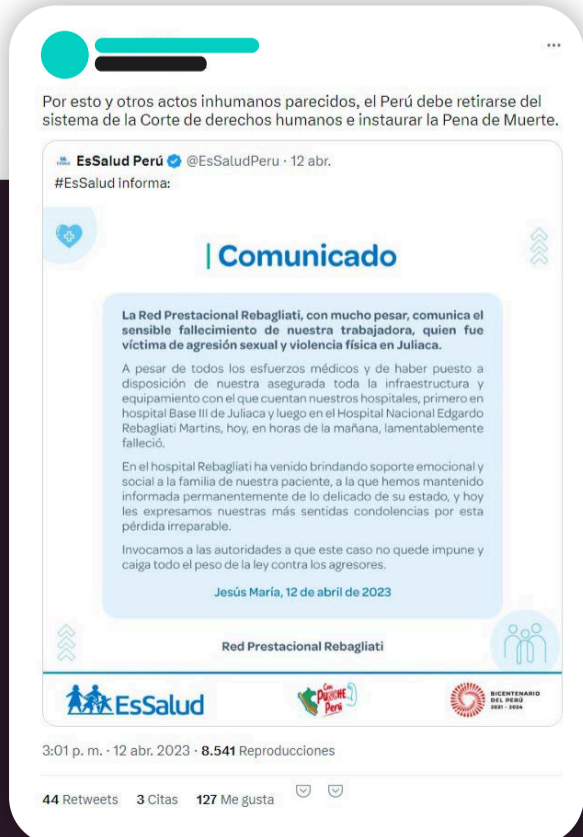 Por esto y otros actos inhumanos parecidos, el Perú debe retirarse del
sistema de la Corte de derechos humanos e instaurar la Pena de Muerte.
EsSalud Perú @EsSaludPeru · 12 abr.
#EsSalud informa:
| Comunicado
La Red Prestacional Rebagliati, con mucho pesar, comunica el
sensible fallecimiento de nuestra trabajadora, quien fue
víctima de agresión sexual y violencia física en Juliaca.
A pesar de todos los esfuerzos médicos y de haber puesto a
disposición de nuestra asegurada toda la infraestructura y
equipamiento con el que cuentan nuestros hospitales, primero en
hospital Base III de Juliaca y luego en el Hospital Nacional Edgardo
Rebagliati Martins, hoy, en horas de la mañana, lamentablemente
falleció.
En el hospital Rebagliati ha venido brindando soporte emocional y
social a la familia de nuestra paciente, a la que hemos mantenido
informada permanentemente de lo delicado de su estado, y hoy
les expresamos nuestras más sentidas condolencias por esta
pérdida irreparable.
Invocamos a las autoridades a que este caso no quede impune y
caiga todo el peso de la ley contra los agresores.
Jesús María, 12 de abril de 2023
Red Prestacional Rebagliati
EsSalud
Con
PUNCHE
Perú
BICENTENARIO
DEL PERÚ
2021 - 2024
3:01 p. m. · 12 abr. 2023 · 8.541 Reproducciones
44 Retweets 3 Citas 127 Me gusta